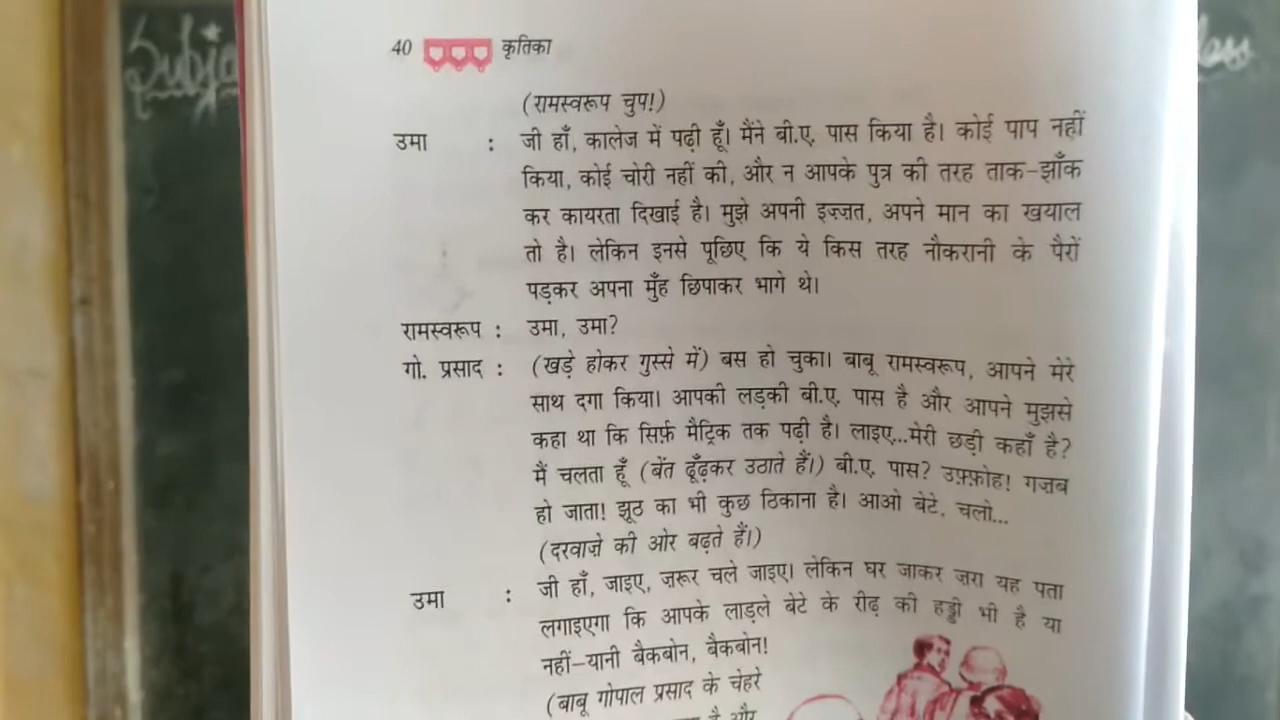 40 कृतिका
(रामस्वरूप चुप!)
उमा : जी हाँ, कालेज में पढ़ी हूँ। मैंने बी.ए. पास किया है। कोई पाप नहीं
किया, कोई चोरी नहीं की, और न आपके पुत्र की तरह ताक-झाँक
कर कायरता दिखाई है। मुझे अपनी इज़्ज़त, अपने मान का खयाल
तो है। लेकिन इनसे पूछिए कि ये किस तरह नौकरानी के पैरों
पड़कर अपना मुँह छिपाकर भागे थे।
रामस्वरूप : उमा, उमा?
गो. प्रसाद : (खड़े होकर गुस्से में) बस हो चुका। बाबू रामस्वरूप, आपने मेरे
साथ दगा किया। आपकी लड़की बी.ए. पास है और आपने मुझसे
कहा था कि सिर्फ़ मैट्रिक तक पढ़ी है। लाइए...मेरी छड़ी कहाँ है?
मैं चलता हूँ (बेंत ढूँढ़कर उठाते हैं।) बी.ए. पास? उफ़्फ़ोह! गज़ब
हो जाता! झूठ का भी कुछ ठिकाना है। आओ बेटे, चलो...
(दरवाज़े की ओर बढ़ते हैं।)
उमा : जी हाँ, जाइए, ज़रूर चले जाइए। लेकिन घर जाकर ज़रा यह पता
लगाइएगा कि आपके लाड़ले बेटे के रीढ़ की हड्डी भी है या
नहीं-यानी बैकबोन, बैकबोन!
(बाबू गोपाल प्रसाद के चेहरे